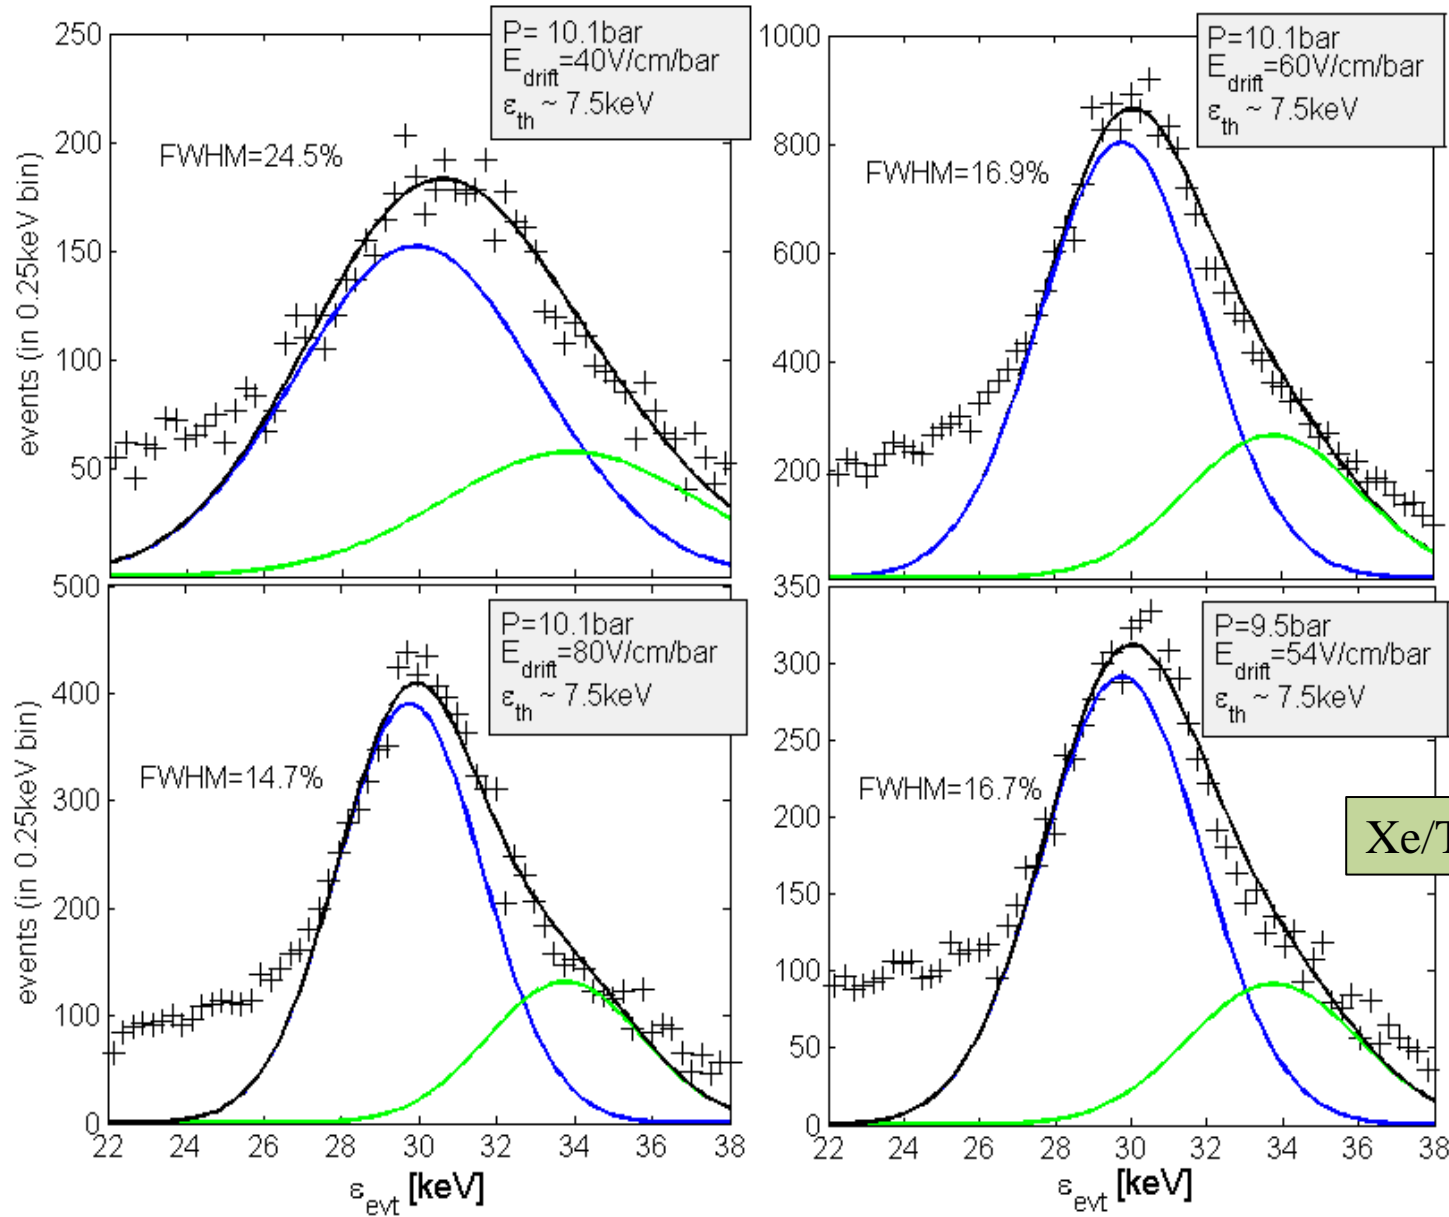 250
200
150
100
50
events (in 0.25keV bin)
P= 10.1bar
E_drift=40V/cm/bar
ε_th ~ 7.5keV
FWHM=24.5%
1000
800
600
400
200
P=10.1bar
E_drift=60V/cm/bar
ε_th ~ 7.5keV
FWHM=16.9%
500
400
300
200
100
0
events (in 0.25keV bin)
P=10.1bar
E_drift=80V/cm/bar
ε_th ~ 7.5keV
FWHM=14.7%
22 24 26 28 30 32 34 36 38
ε_evt [keV]
350
300
250
200
150
100
50
0
P=9.5bar
E_drift=54V/cm/bar
ε_th ~ 7.5keV
FWHM=16.7%
Xe/T
22 24 26 28 30 32 34 36 38
ε_evt [keV]